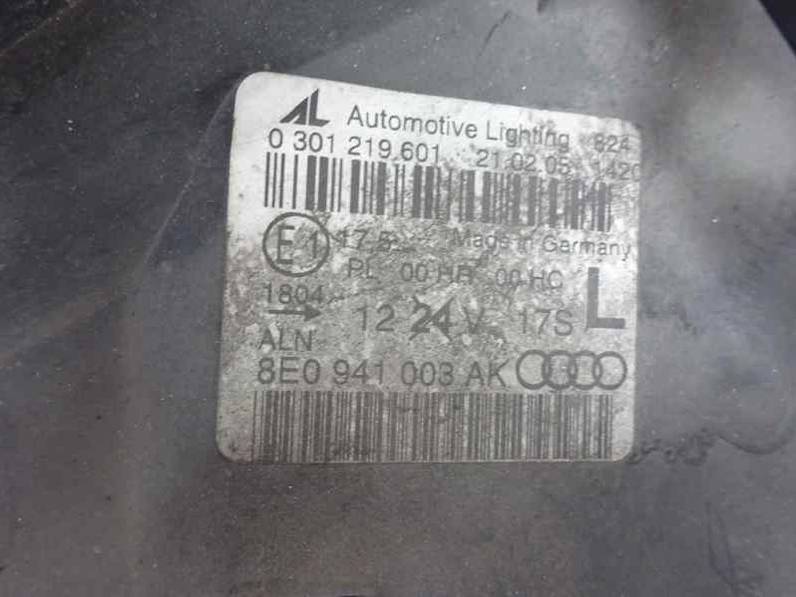 AL Automotive Lighting 824
0 301 219 601 21.02.05 1420
E1 17.5 Made in Germany
PL 00 HR 00 HC L
1804
12 24 V 17S
ALN
8E0 941 003 AK